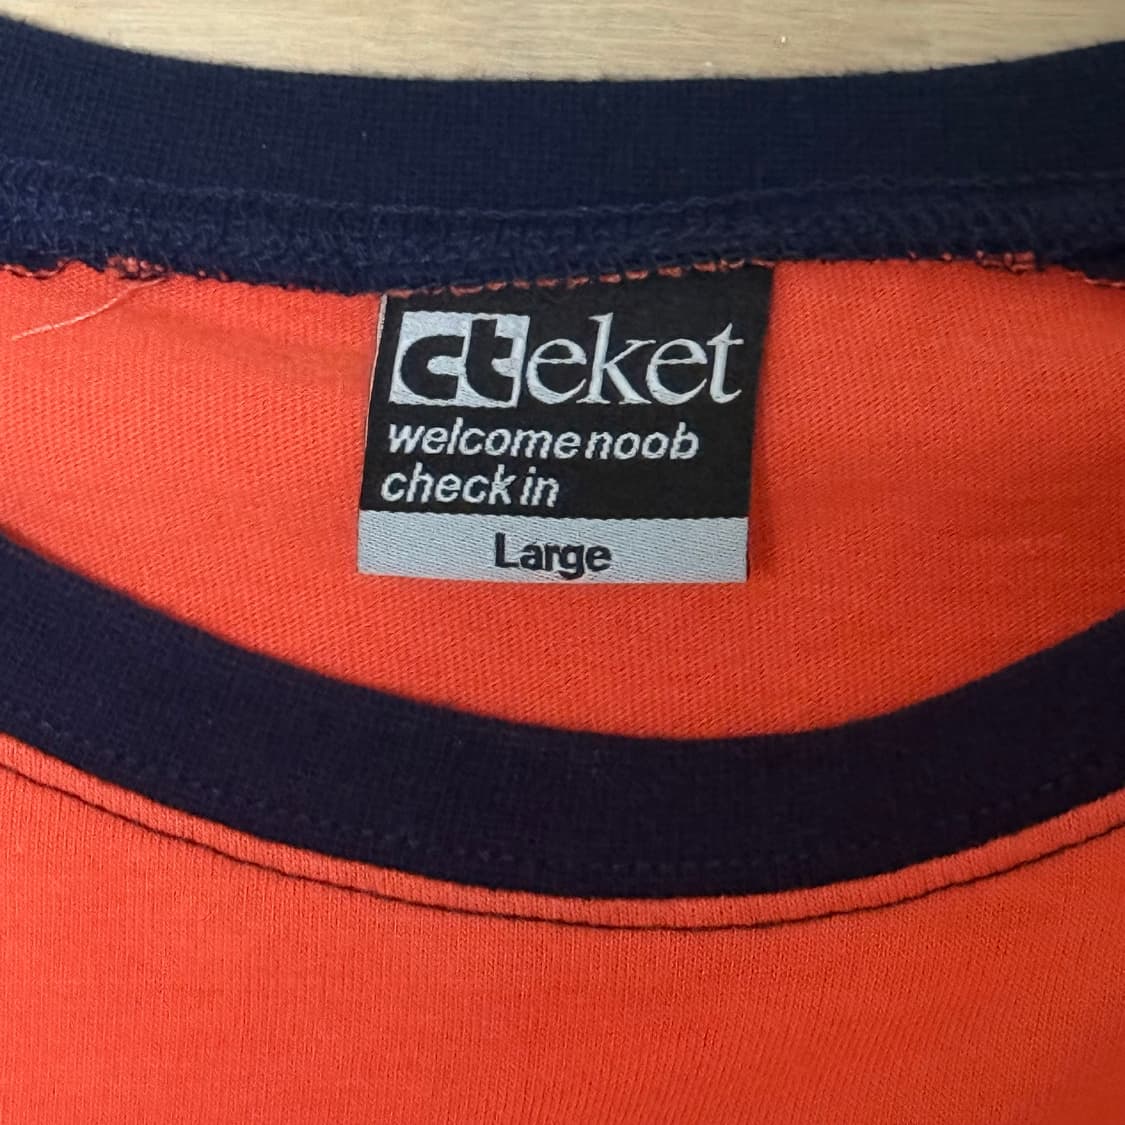 cteket
welcome noob
check in
Large